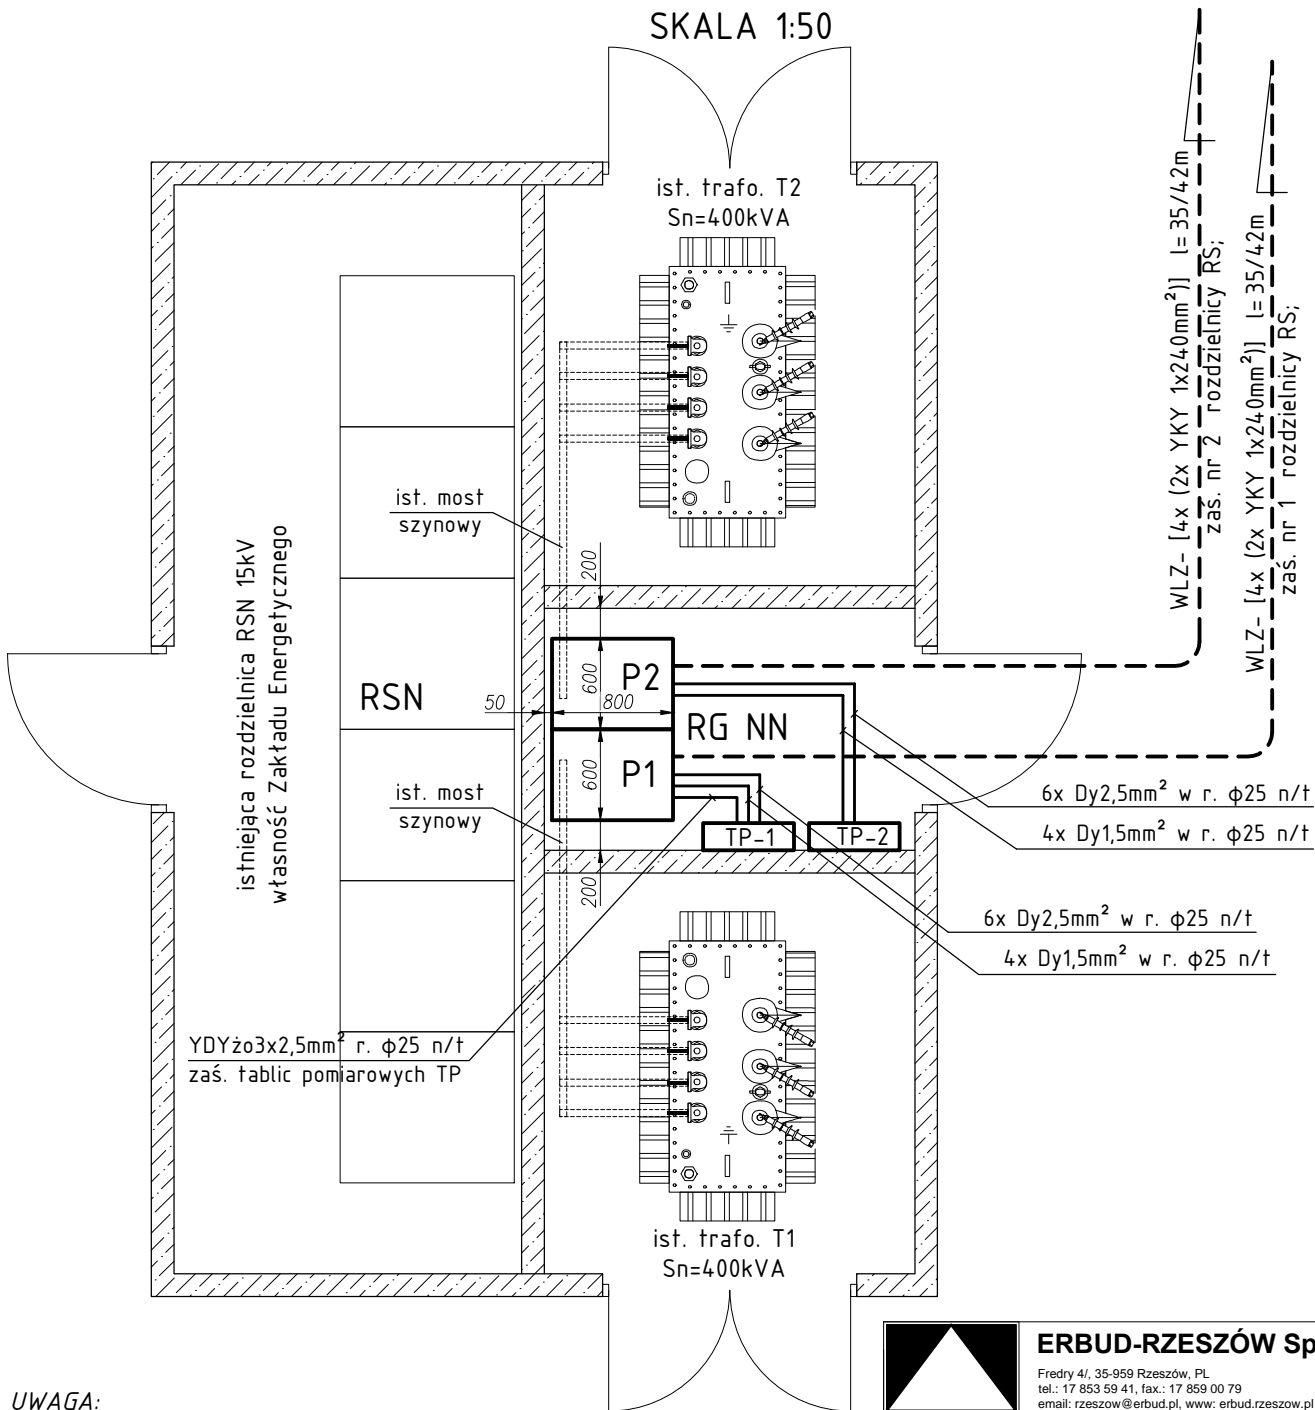 SKALA 1:50
ist. trafo. T2
Sn=400kVA
WLZ- [4x (2x YKY 1x240mm²)] l=35/42m
zaś. nr 2 rozdzielnicy RS;
WLZ- [4x (2x YKY 1x240mm²)] l=35/42m
zaś. nr 1 rozdzielnicy RS;
ist. most
szynowy
istniejąca rozdzielnica RSN 15kV
własność Zakładu Energetycznego
200
RSN
50
600
800
P2
RG NN
600
P1
ist. most
szynowy
TP-1
TP-2
200
6x Dy2,5mm² w r. ϕ25 n/t
4x Dy1,5mm² w r. ϕ25 n/t
6x Dy2,5mm² w r. ϕ25 n/t
4x Dy1,5mm² w r. ϕ25 n/t
YDYżo3x2,5mm² r. ϕ25 n/t
zaś. tablic pomiarowych TP
ist. trafo. T1
Sn=400kVA
ERBUD-RZESZÓW Sp
Fredry 4/, 35-959 Rzeszów, PL
tel.: 17 853 59 41, fax.: 17 859 00 79
email: rzeszow@erbud.pl, www: erbud.rzeszow.pl
UWAGA: